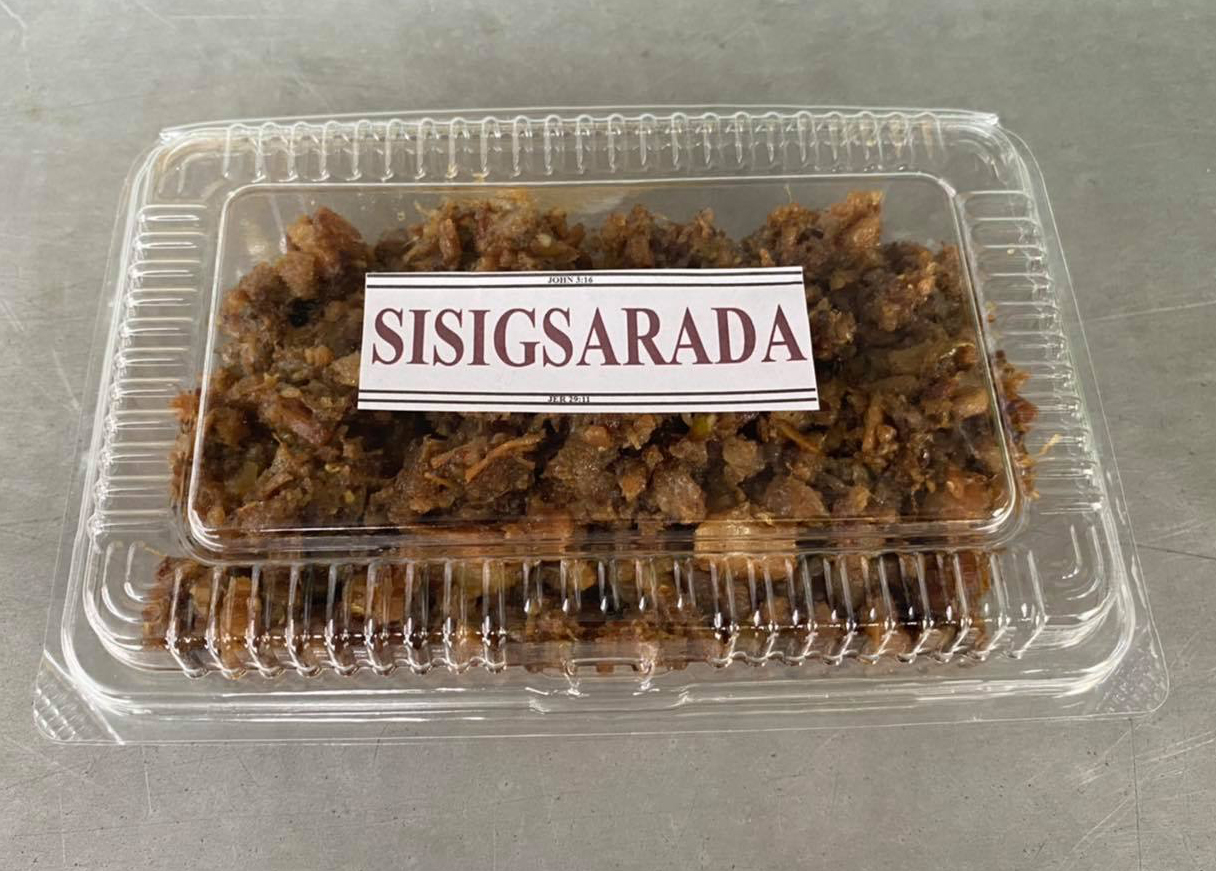 JOHN 3:16
SISIGSARADA
JER 29:11